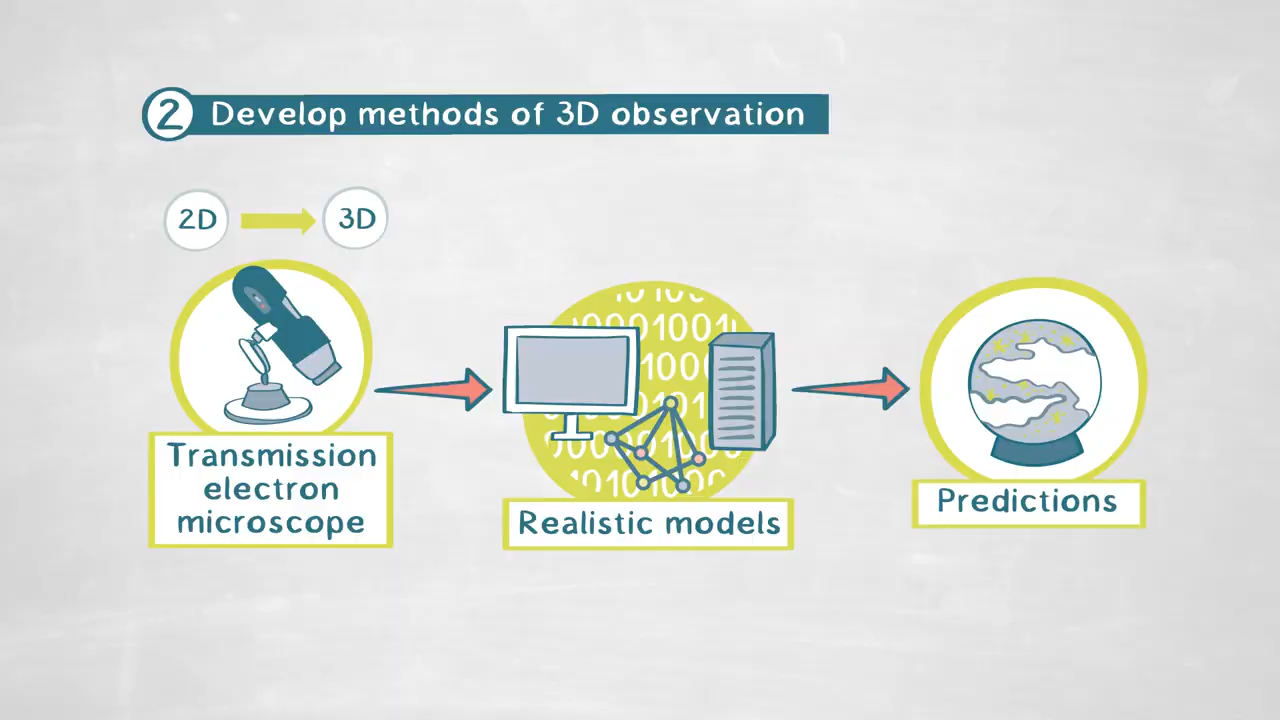 2 Develop methods of 3D observation
2D 3D
Transmission
electron
microscope
Realistic models
Predictions